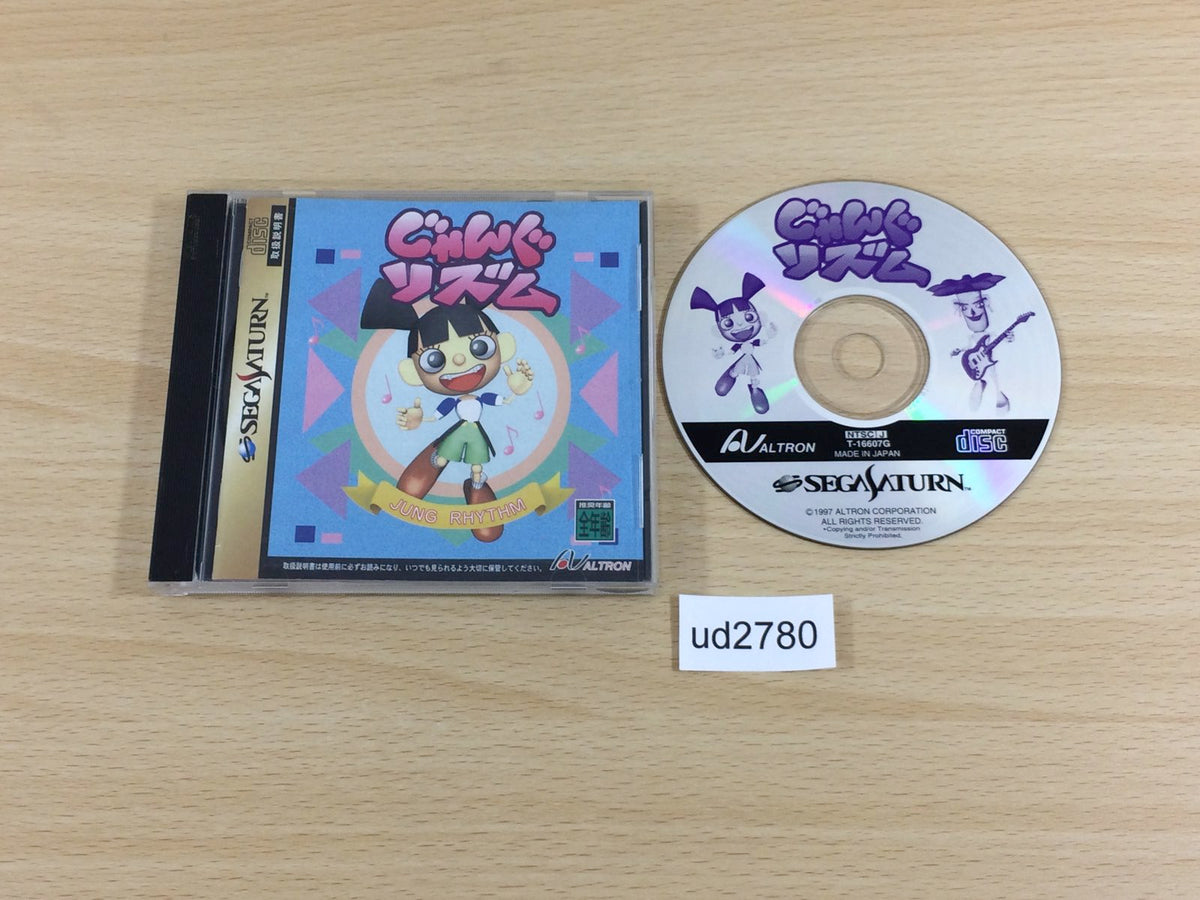 COMPACT
disc
取扱説明書
SEGA SATURN™
じゃんぐ
リズム
JUNG RHYTHM
推奨年齢
全年齢
取扱説明書は使用前に必ずお読みになり、いつでも見られるよう大切に保管してください。
ALTRON
じゃんぐ
リズム
ALTRON
NTSC J
T-16607G
MADE IN JAPAN
COMPACT
disc
SEGA SATURN™
©1997 ALTRON CORPORATION
ALL RIGHTS RESERVED.
•Copying and/or Transmission
Strictly Prohibited.
ud2780